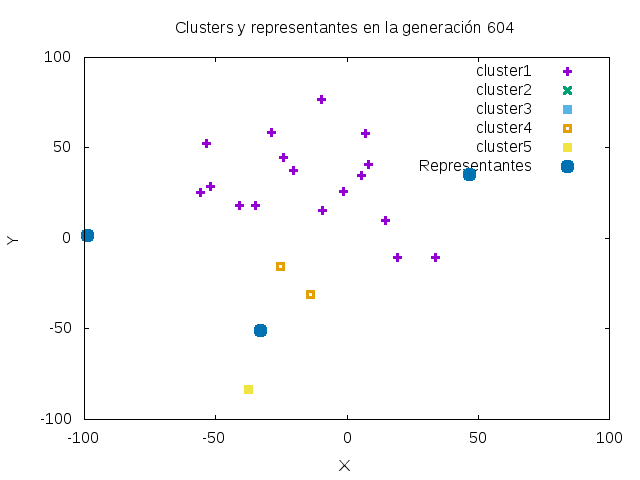 Clusters y representantes en la generación 604
100
50
0
-50
-100
Y
-100
-50
0
50
100
X
cluster1
cluster2
cluster3
cluster4
cluster5
Representantes